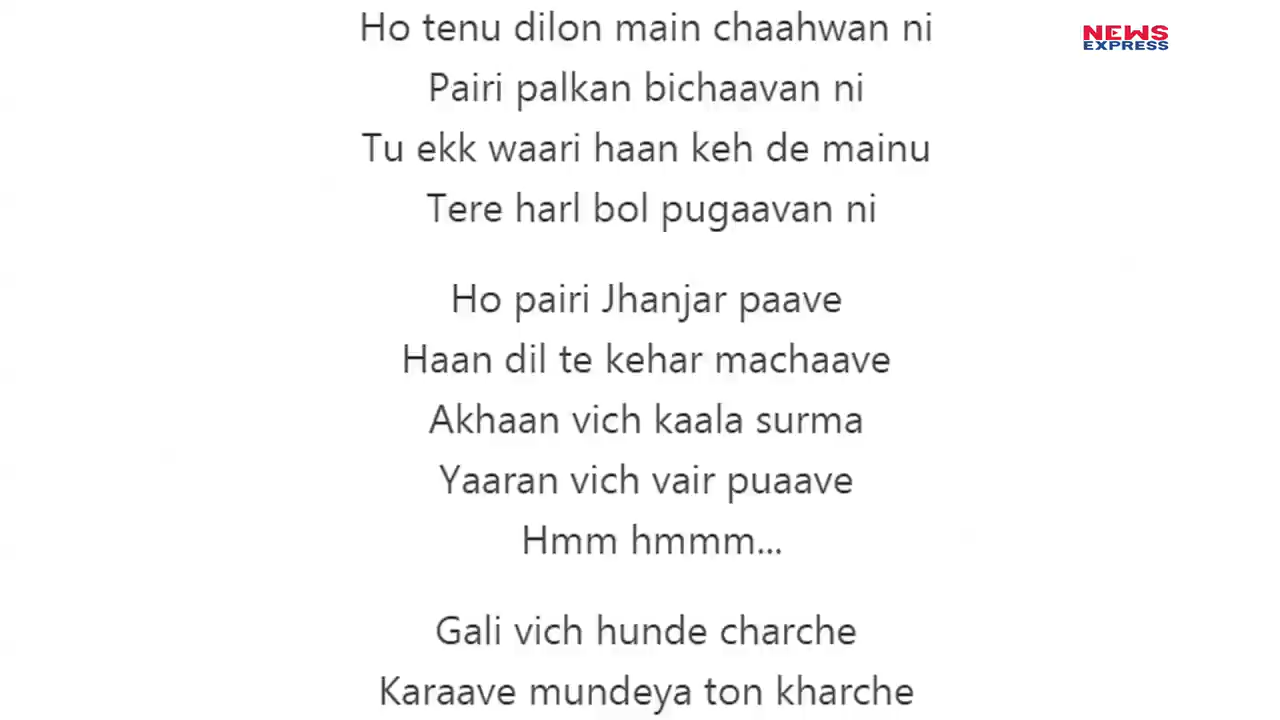 Ho tenu dilon main chaahwan ni
NEWS
EXPRESS
Pairi palkan bichaavan ni
Tu ekk waari haan keh de mainu
Tere harl bol pugaavan ni
Ho pairi Jhanjar paave
Haan dil te kehar machaave
Akhaan vich kaala surma
Yaaran vich vair puaave
Hmm hmmm...
Gali vich hunde charche
Karaave mundeya ton kharche